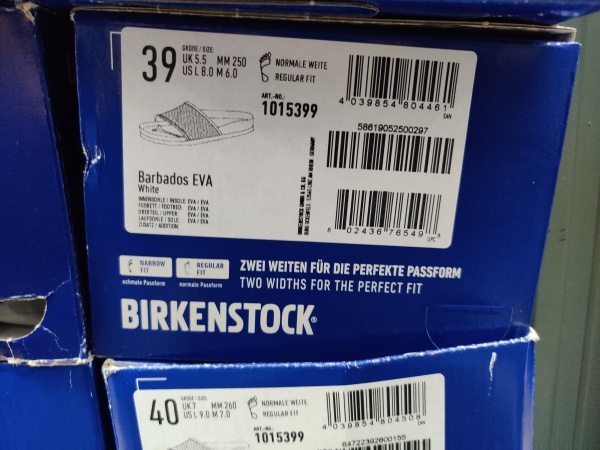 39
GRÖßE / SIZE:
UK 5.5 MM 250
US L 8.0 M 6.0
NORMALE WEITE
REGULAR FIT
ART.-NO.:
1015399
4 039854 804461
EAN
58619052500297
5 02436 76549
UPC
Barbados EVA
White
INNENSOHLE / INSOLE: EVA / EVA
FUßBETT / FOOTBED: EVA / EVA
OBERTEIL / UPPER: EVA / EVA
LAUFSOHLE / SOLE: EVA / EVA
ZUSATZ / ADDITION
NARROW
FIT
schmale Passform
REGULAR
FIT
normale Passform
ZWEI WEITEN FÜR DIE PERFEKTE PASSFORM
TWO WIDTHS FOR THE PERFECT FIT
BIRKENSTOCK®
40
GRÖßE / SIZE:
UK 7 MM 260
US L 9.0 M 7.0
NORMALE WEITE
REGULAR FIT
ART.-NO.:
1015399
4 039854 804508
64722392600155